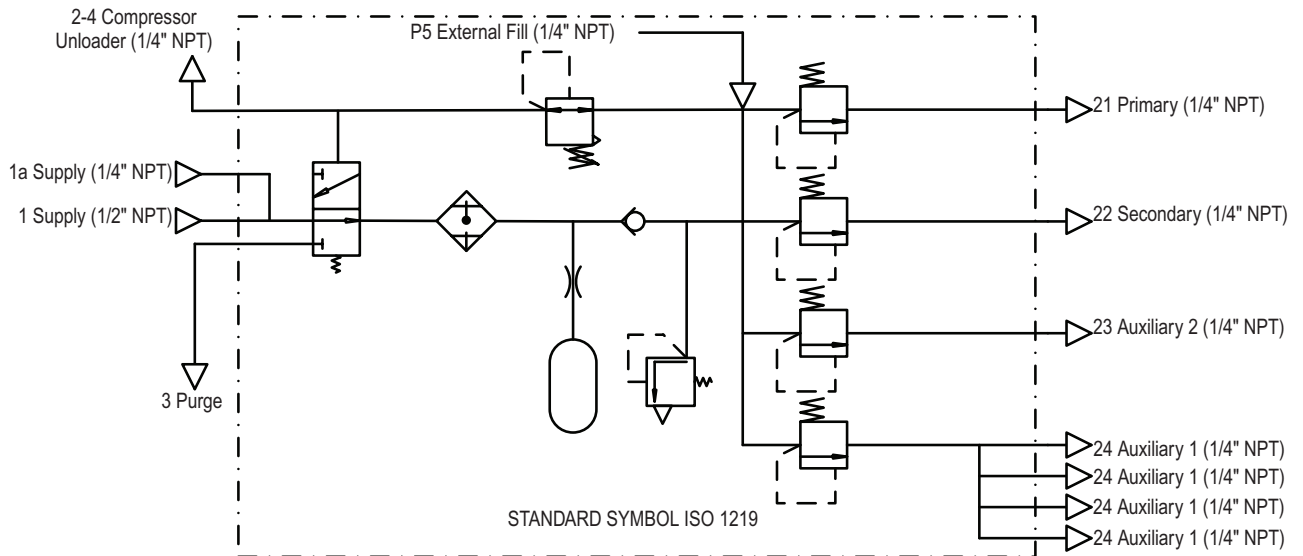 2-4 Compressor
Unloader (1/4" NPT)
P5 External Fill (1/4" NPT)
21 Primary (1/4" NPT)
1a Supply (1/4" NPT)
1 Supply (1/2" NPT)
22 Secondary (1/4" NPT)
23 Auxiliary 2 (1/4" NPT)
3 Purge
24 Auxiliary 1 (1/4" NPT)
24 Auxiliary 1 (1/4" NPT)
24 Auxiliary 1 (1/4" NPT)
24 Auxiliary 1 (1/4" NPT)
STANDARD SYMBOL ISO 1219